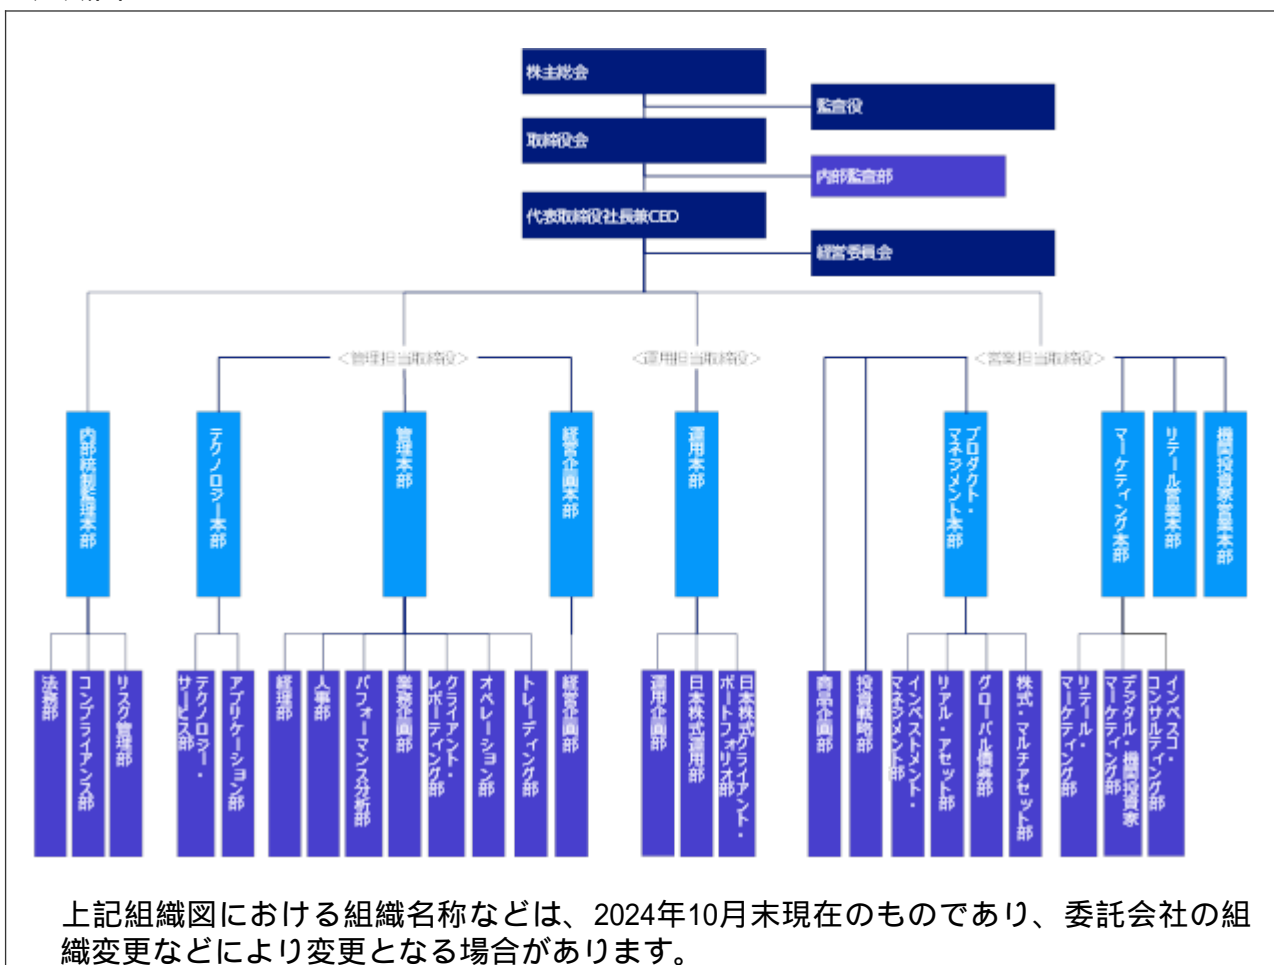 株主総会
監査役
取締役会
内部監査部
代表取締役社長兼CEO
経営委員会
<管理担当取締役>
<運用担当取締役>
<営業担当取締役>
内部統制監理本部
テクノロジー本部
管理本部
経営企画本部
運用本部
プロダクト・
マネジメント本部
マーケティング本部
リテール営業本部
機関投資家営業本部
法務部
コンプライアンス部
リスク管理部
テクノロジー・
サービス部
アプリケーション部
経理部
人事部
パフォーマンス分析部
業務企画部
クライアント・
レポーティング部
オペレーション部
トレーディング部
経営企画部
運用企画部
日本株式運用部
日本株式クライアント・
ポートフォリオ部
商品企画部
投資戦略部
インベストメント・
マネジメント部
リアル・アセット部
グローバル債券部
株式・マルチアセット部
リテール・
マーケティング部
デジタル・機関投資家
マーケティング部
インベスコ・
コンサルティング部
上記組織図における組織名称などは、2024年10月末現在のものであり、委託会社の組
織変更などにより変更となる場合があります。